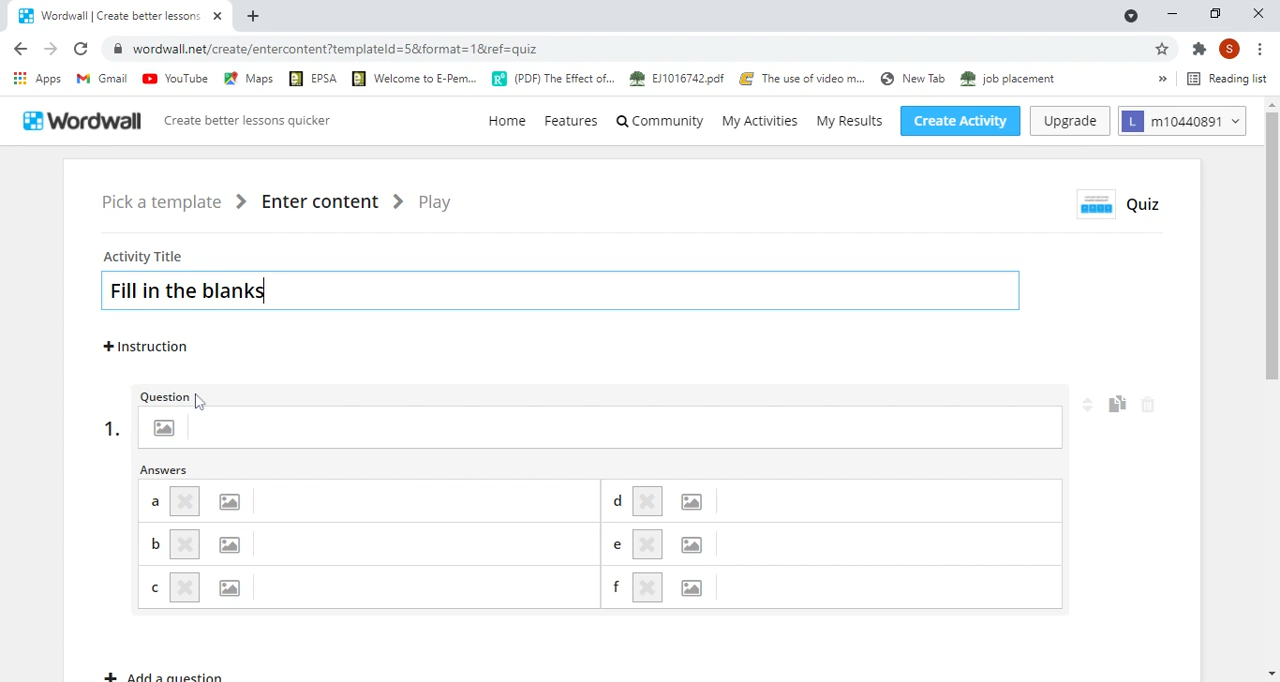 Wordwall | Create better lessons
wordwall.net/create/entercontent?templateId=5&format=1&ref=quiz
S
Apps Gmail YouTube Maps EPSA Welcome to E-Rem... (PDF) The Effect of... EJ1016742.pdf The use of video m... New Tab job placement » Reading list
Wordwall Create better lessons quicker Home Features Community My Activities My Results Create Activity Upgrade L m10440891
Pick a template Enter content Play Quiz
Activity Title
Fill in the blanks
+ Instruction
Question
1.
Answers
a d
b e
c f
+ Add a question